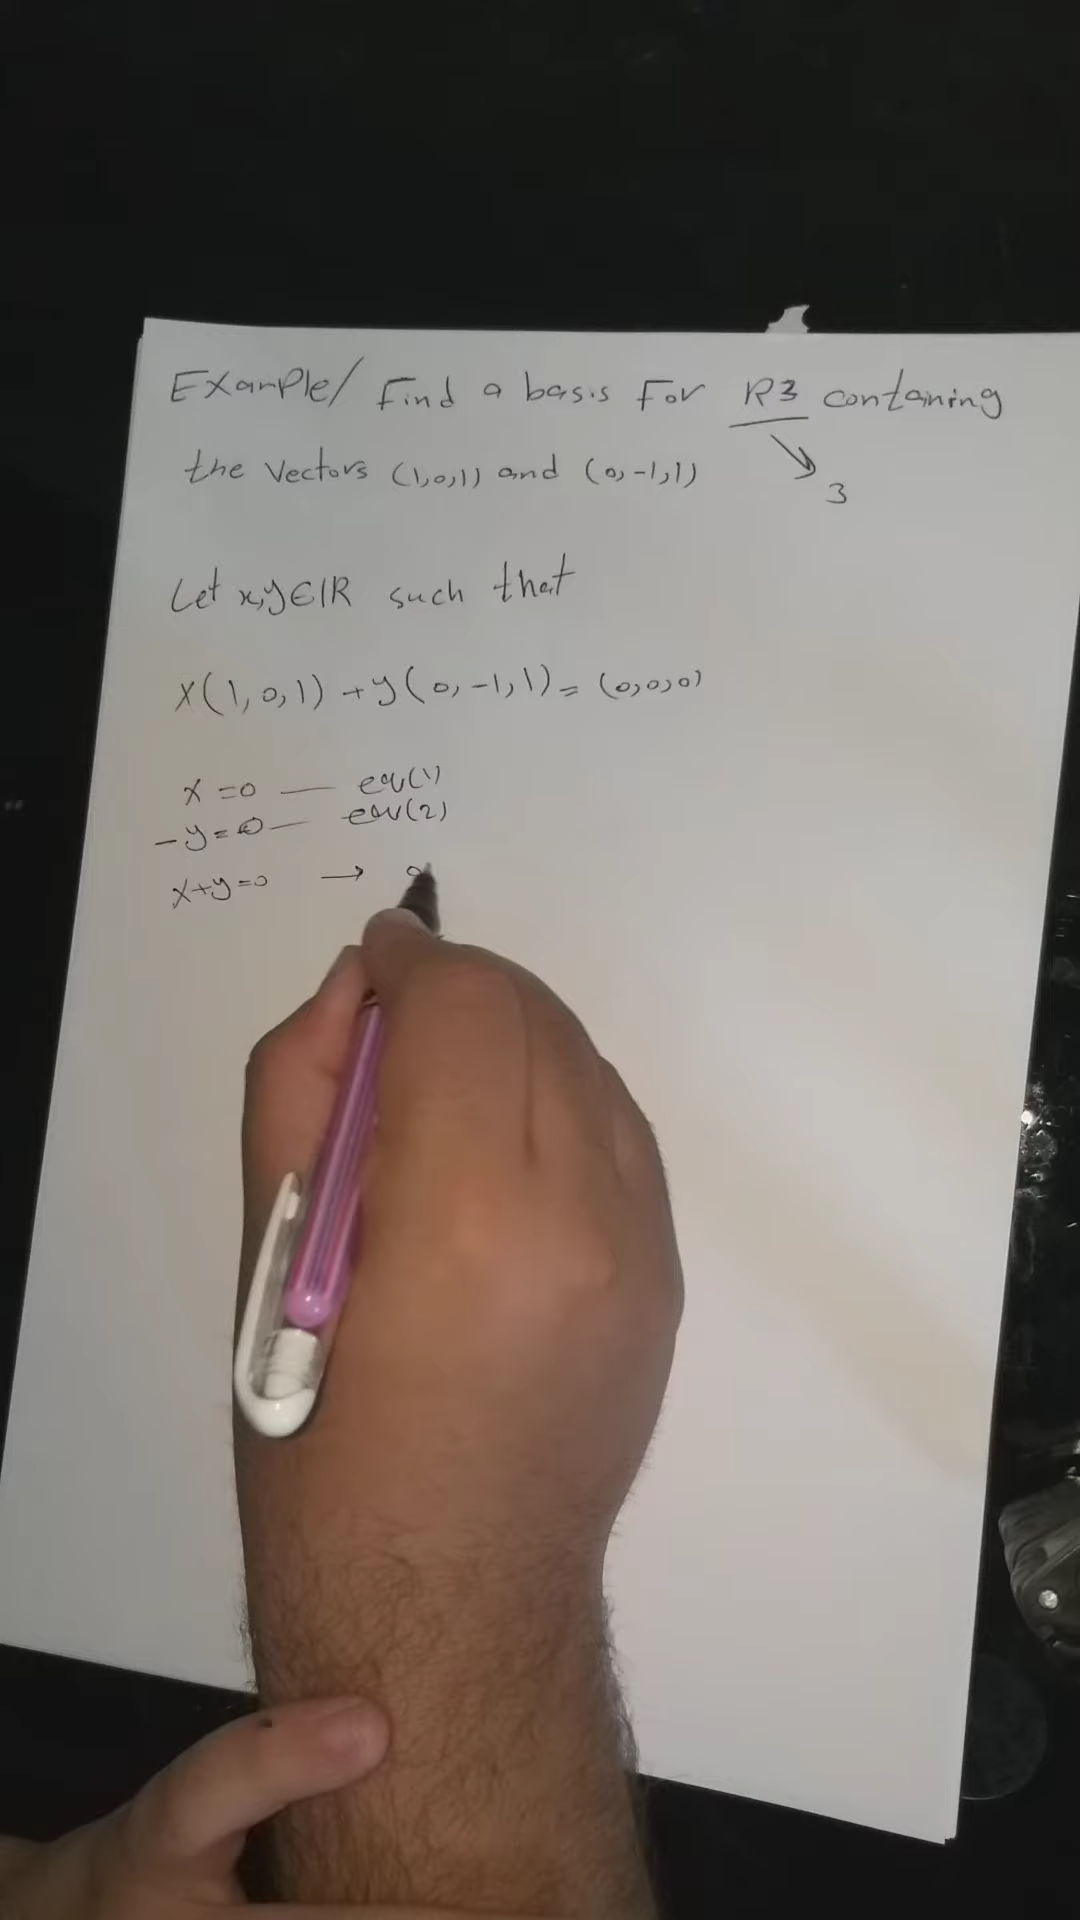 Example/ Find a basis For R3 containing
the Vectors (1,0,1) and (0,-1,1)
3
Let x,y∈IR such that
x(1,0,1)+y(0,-1,1)=(0,0,0)
x=0 — eq(1)
-y=0 — eq(2)
x+y=0 →